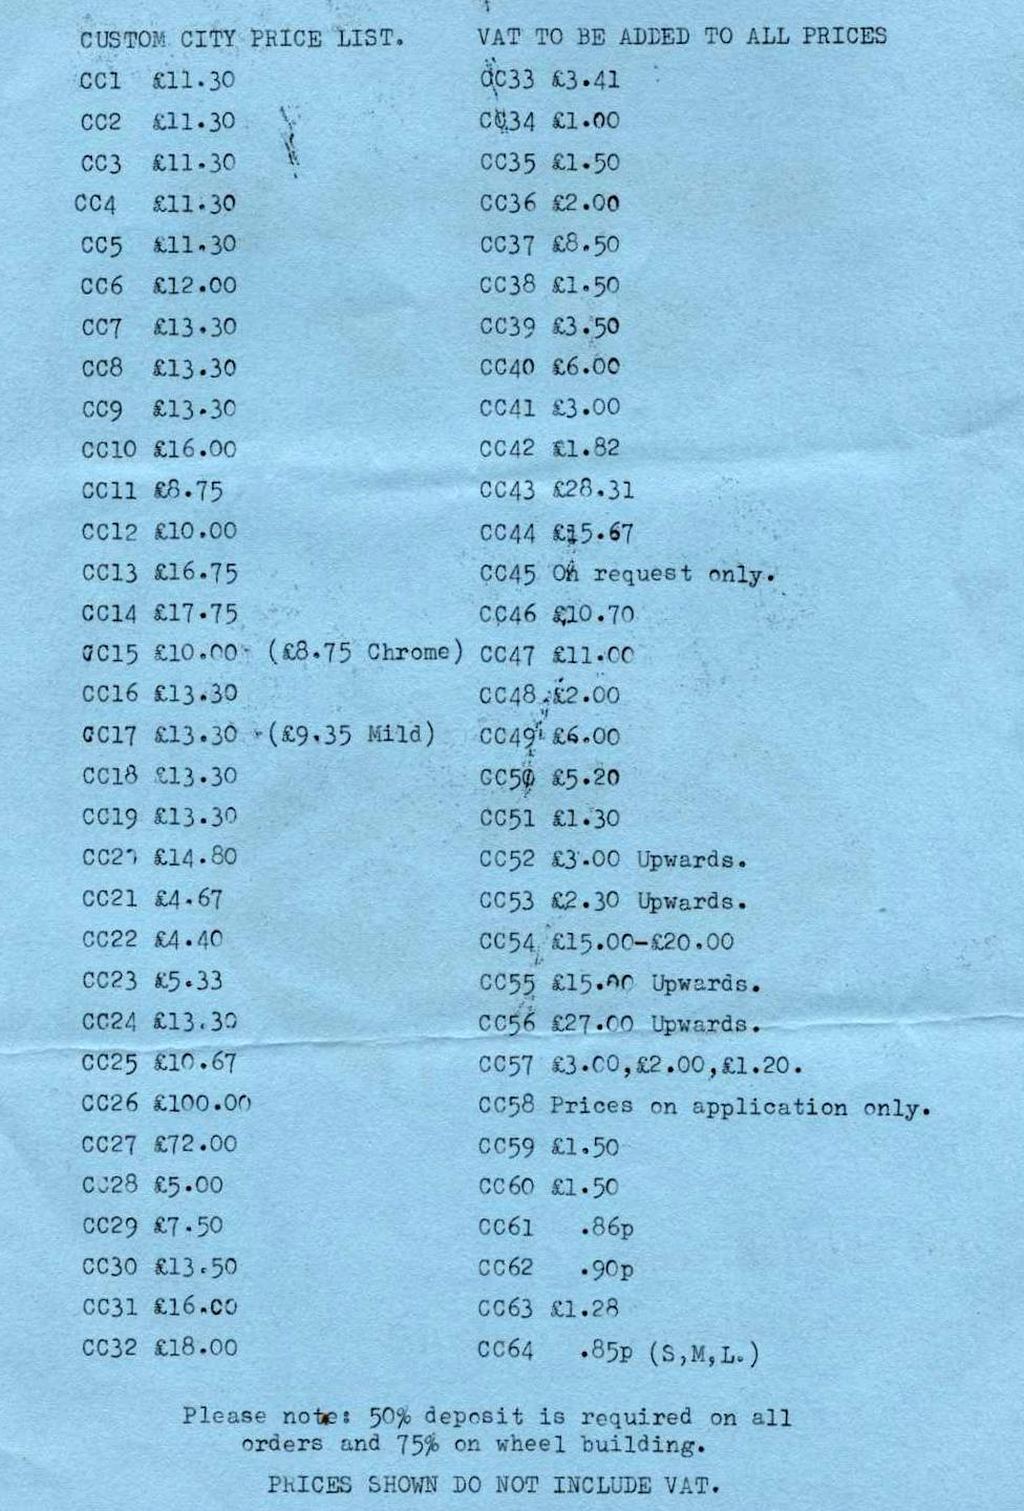 CUSTOM CITY PRICE LIST.
CC1 £11.30
CC2 £11.30
CC3 £11.30
CC4 £11.30
CC5 £11.30
CC6 £12.00
CC7 £13.30
CC8 £13.30
CC9 £13.30
CC10 £16.00
CC11 £8.75
CC12 £10.00
CC13 £16.75
CC14 £17.75
CC15 £10.00 (£8.75 Chrome)
CC16 £13.30
CC17 £13.30 (£9.35 Mild)
CC18 £13.30
CC19 £13.30
CC20 £14.80
CC21 £4.67
CC22 £4.40
CC23 £5.33
CC24 £13.30
CC25 £10.67
CC26 £100.00
CC27 £72.00
CC28 £5.00
CC29 £7.50
CC30 £13.50
CC31 £16.00
CC32 £18.00
VAT TO BE ADDED TO ALL PRICES
CC33 £3.41
CC34 £1.00
CC35 £1.50
CC36 £2.00
CC37 £8.50
CC38 £1.50
CC39 £3.50
CC40 £6.00
CC41 £3.00
CC42 £1.82
CC43 £28.31
CC44 £15.67
CC45 On request only.
CC46 £10.70
CC47 £11.00
CC48 £2.00
CC49 £6.00
CC50 £5.20
CC51 £1.30
CC52 £3.00 Upwards.
CC53 £2.30 Upwards.
CC54 £15.00-£20.00
CC55 £15.00 Upwards.
CC56 £27.00 Upwards.
CC57 £3.00,£2.00,£1.20.
CC58 Prices on application only.
CC59 £1.50
CC60 £1.50
CC61 .86p
CC62 .90p
CC63 £1.28
CC64 .85p (S,M,L.)
Please note: 50% deposit is required on all
orders and 75% on wheel building.
PRICES SHOWN DO NOT INCLUDE VAT.